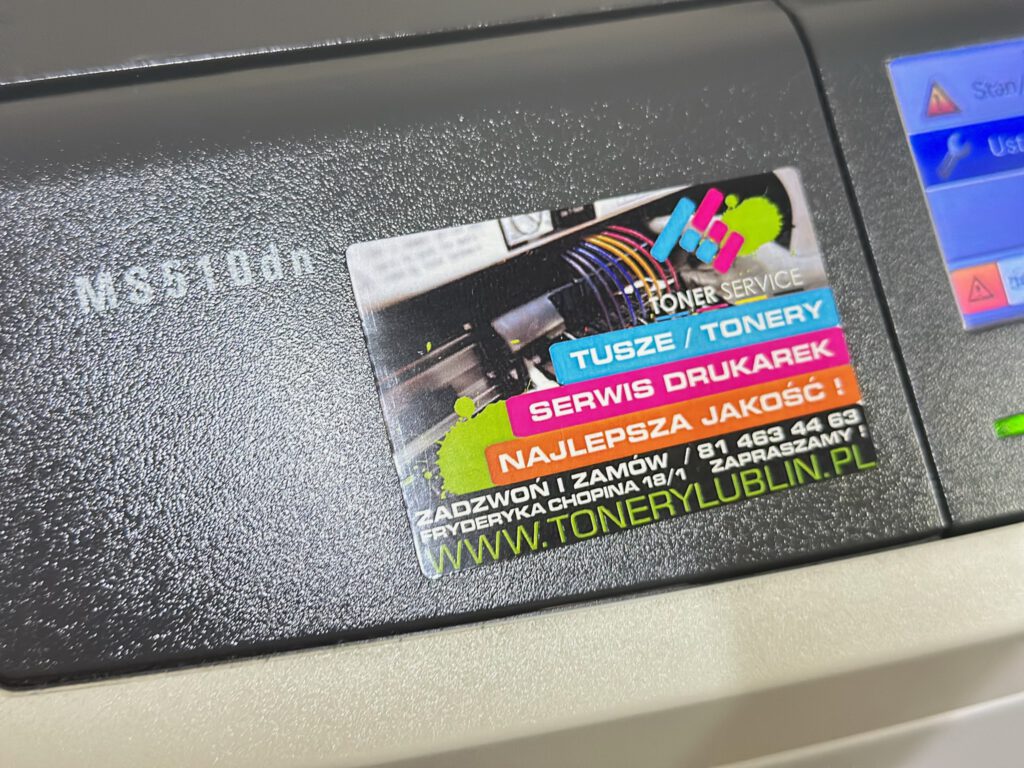 MS510dn
TONER SERVICE
TUSZE / TONERY
SERWIS DRUKAREK
NAJLEPSZA JAKOŚĆ !
ZADZWOŃ I ZAMÓW / 81 463 44 63
FRYDERYKA CHOPINA 18/1 ZAPRASZAMY !
WWW.TONERYLUBLIN.PL
Stan/
Ust